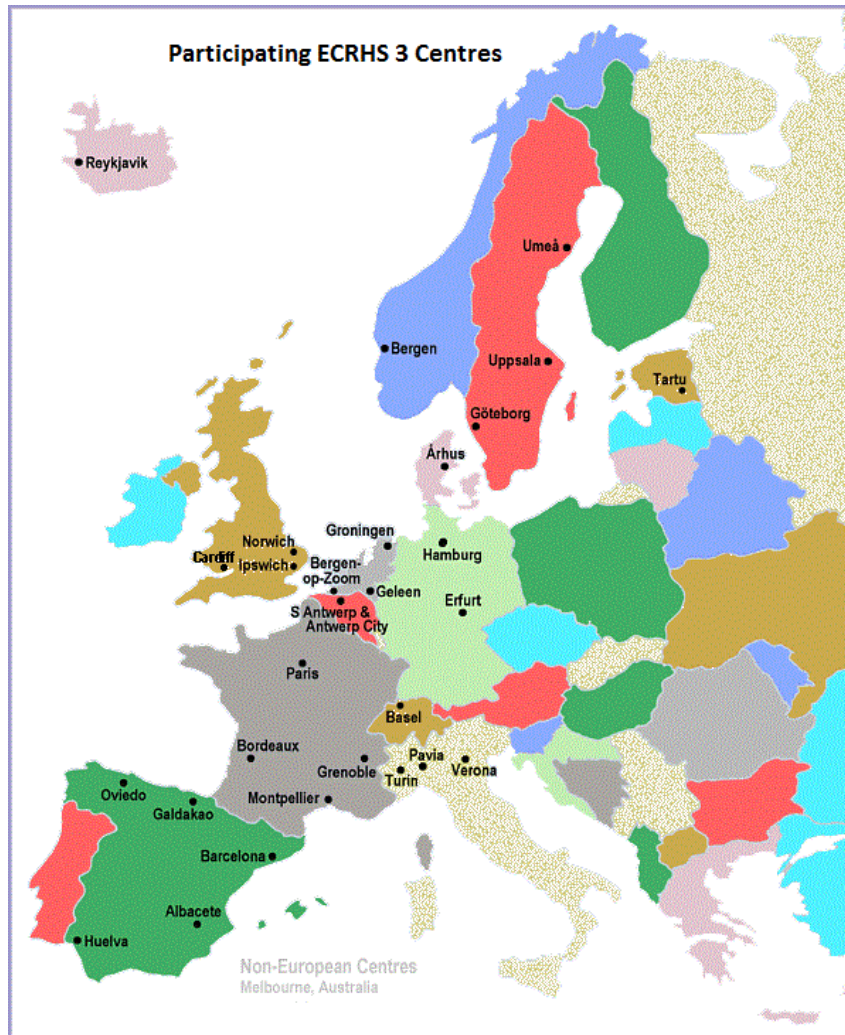 Participating ECRHS 3 Centres
Reykjavik
Umeå
Bergen
Uppsala
Tartu
Göteborg
Århus
Groningen
Norwich
Hamburg
Cardiff
Ipswich
Bergen-
op-Zoom
Geleen
Erfurt
S Antwerp &
Antwerp City
Paris
Basel
Bordeaux
Pavia
Grenoble
Verona
Turin
Oviedo
Montpellier
Galdakao
Barcelona
Albacete
Huelva
Non-European Centres
Melbourne, Australia